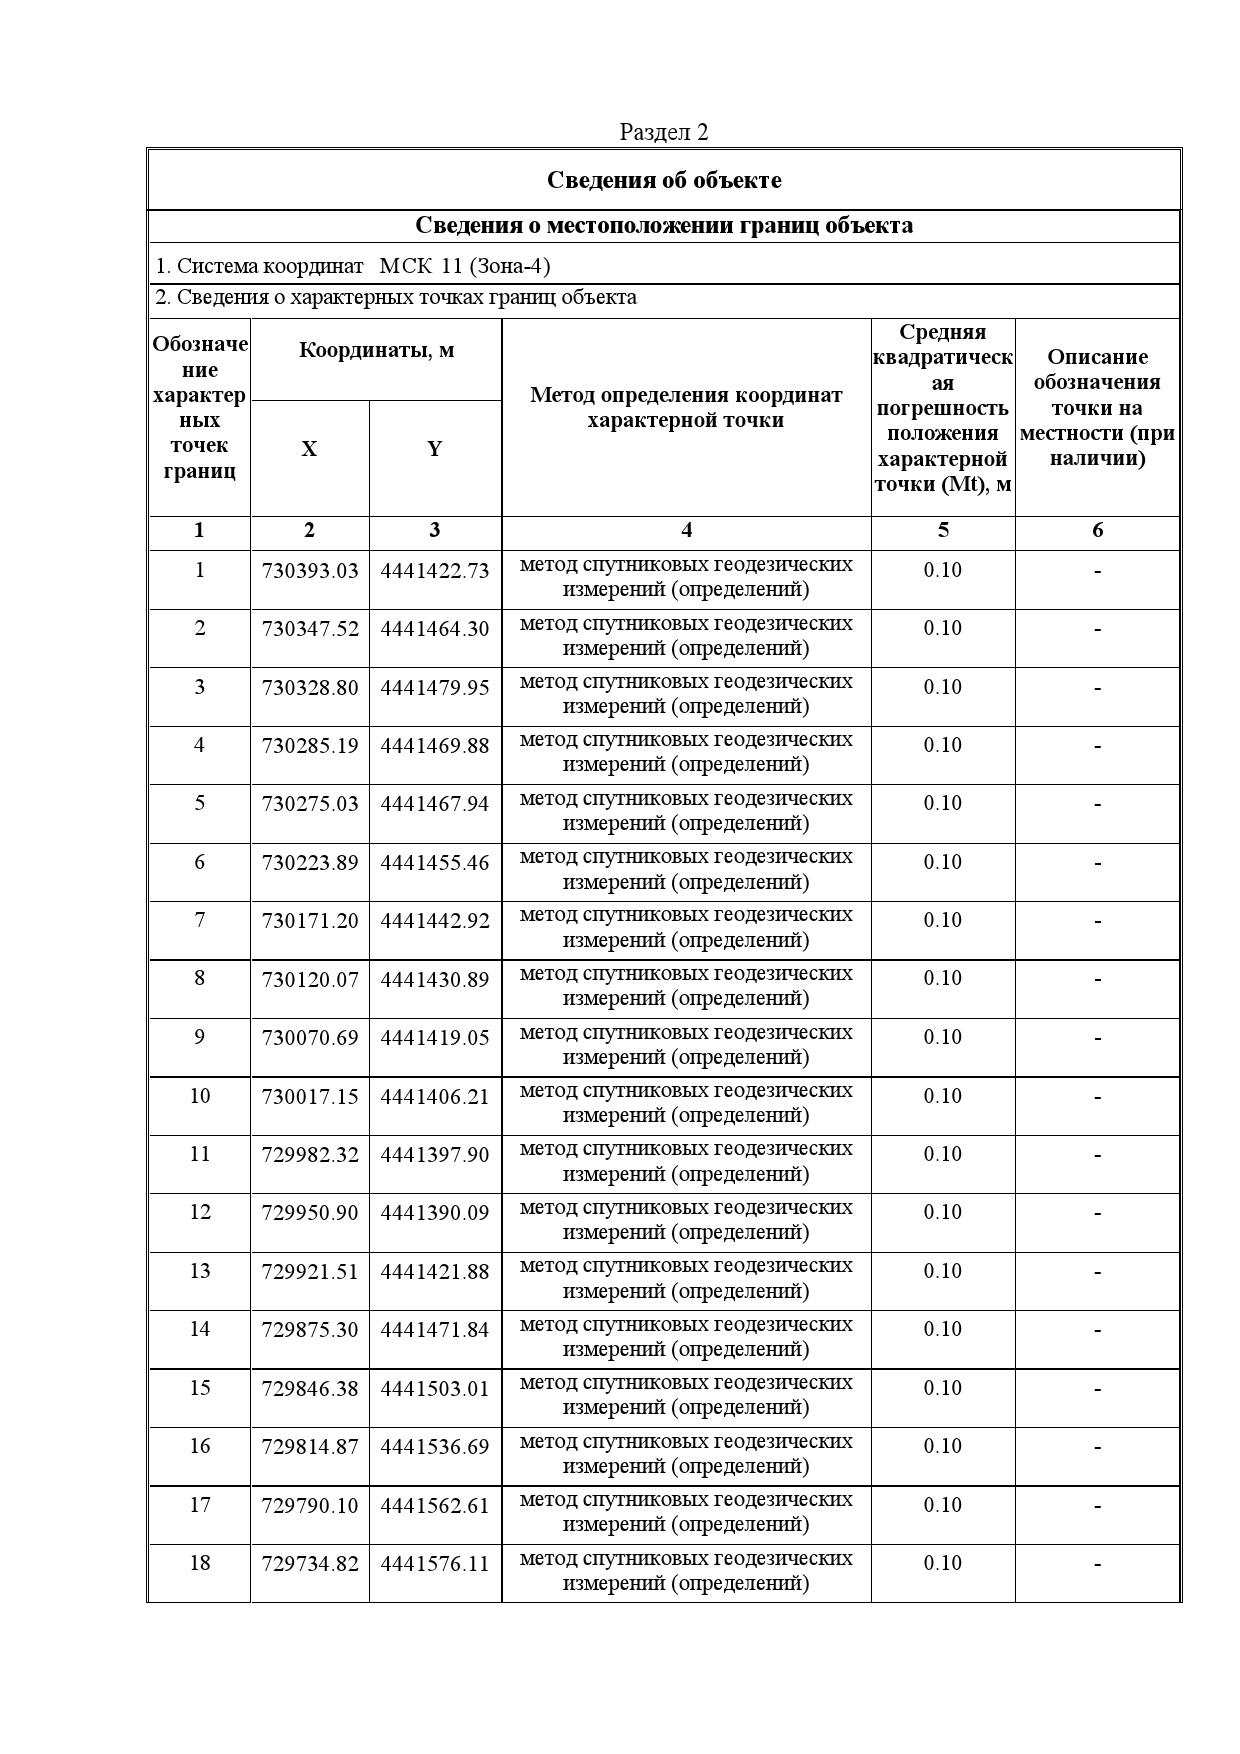 Раздел 2
Сведения об объекте
Сведения о местоположении границ объекта
1. Система координат МСК 11 (Зона-4)
2. Сведения о характерных точках границ объекта
Обозначе
ние
характер
ных
точек
границ
Координаты, м
X
Y
Метод определения координат
характерной точки
Средняя
квадратическ
ая
погрешность
положения
характерной
точки (Mt), м
Описание
обозначения
точки на
местности (при
наличии)
1 2 3 4 5 6
1 730393.03 4441422.73 метод спутниковых геодезических
измерений (определений) 0.10 -
2 730347.52 4441464.30 метод спутниковых геодезических
измерений (определений) 0.10 -
3 730328.80 4441479.95 метод спутниковых геодезических
измерений (определений) 0.10 -
4 730285.19 4441469.88 метод спутниковых геодезических
измерений (определений) 0.10 -
5 730275.03 4441467.94 метод спутниковых геодезических
измерений (определений) 0.10 -
6 730223.89 4441455.46 метод спутниковых геодезических
измерений (определений) 0.10 -
7 730171.20 4441442.92 метод спутниковых геодезических
измерений (определений) 0.10 -
8 730120.07 4441430.89 метод спутниковых геодезических
измерений (определений) 0.10 -
9 730070.69 4441419.05 метод спутниковых геодезических
измерений (определений) 0.10 -
10 730017.15 4441406.21 метод спутниковых геодезических
измерений (определений) 0.10 -
11 729982.32 4441397.90 метод спутниковых геодезических
измерений (определений) 0.10 -
12 729950.90 4441390.09 метод спутниковых геодезических
измерений (определений) 0.10 -
13 729921.51 4441421.88 метод спутниковых геодезических
измерений (определений) 0.10 -
14 729875.30 4441471.84 метод спутниковых геодезических
измерений (определений) 0.10 -
15 729846.38 4441503.01 метод спутниковых геодезических
измерений (определений) 0.10 -
16 729814.87 4441536.69 метод спутниковых геодезических
измерений (определений) 0.10 -
17 729790.10 4441562.61 метод спутниковых геодезических
измерений (определений) 0.10 -
18 729734.82 4441576.11 метод спутниковых геодезических
измерений (определений) 0.10 -